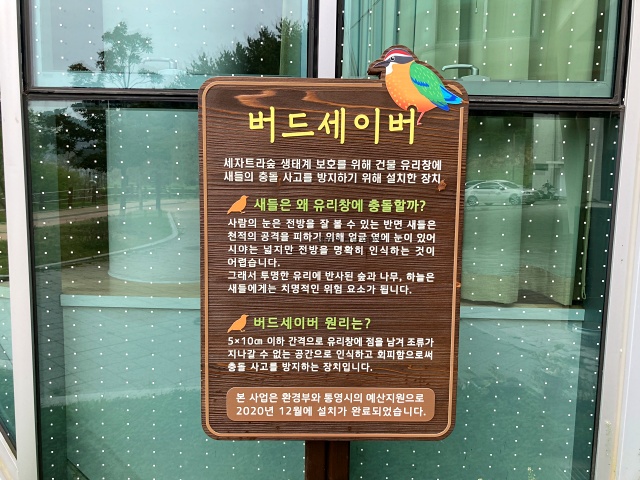 버드세이버
세자트라숲 생태계 보호를 위해 건물 유리창에
새들의 충돌 사고를 방지하기 위해 설치한 장치
새들은 왜 유리창에 충돌할까?
사람의 눈은 전방을 잘 볼 수 있는 반면 새들은
천적의 공격을 피하기 위해 얼굴 옆에 눈이 있어
시야는 넓지만 전방을 명확히 인식하는 것이
어렵습니다.
그래서 투명한 유리에 반사된 숲과 나무, 하늘은
새들에게는 치명적인 위험 요소가 됩니다.
버드세이버 원리는?
5×10㎝ 이하 간격으로 유리창에 점을 남겨 조류가
지나갈 수 없는 공간으로 인식하고 회피함으로써
충돌 사고를 방지하는 장치입니다.
본 사업은 환경부와 통영시의 예산지원으로
2020년 12월에 설치가 완료되었습니다.